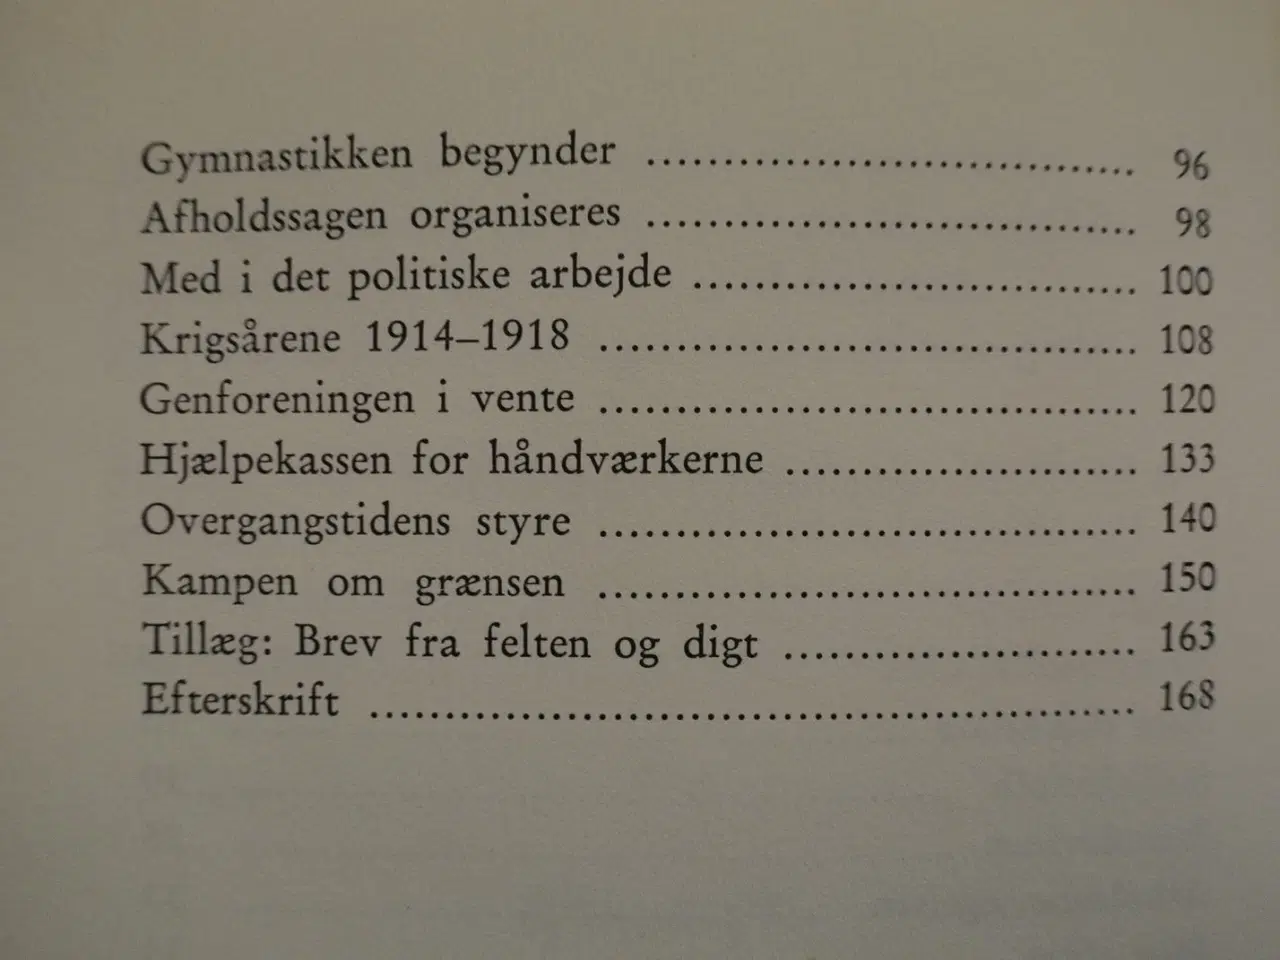 Gymnastikken begynder ........................................ 96
Afholdssagen organiseres ........................................ 98
Med i det politiske arbejde .................................... 100
Krigsårene 1914–1918 ........................................ 108
Genforeningen i vente ........................................ 120
Hjælpekassen for håndværkerne ............................ 133
Overgangstidens styre ........................................ 140
Kampen om grænsen ........................................ 150
Tillæg: Brev fra felten og digt ............................ 163
Efterskrift ........................................................ 168